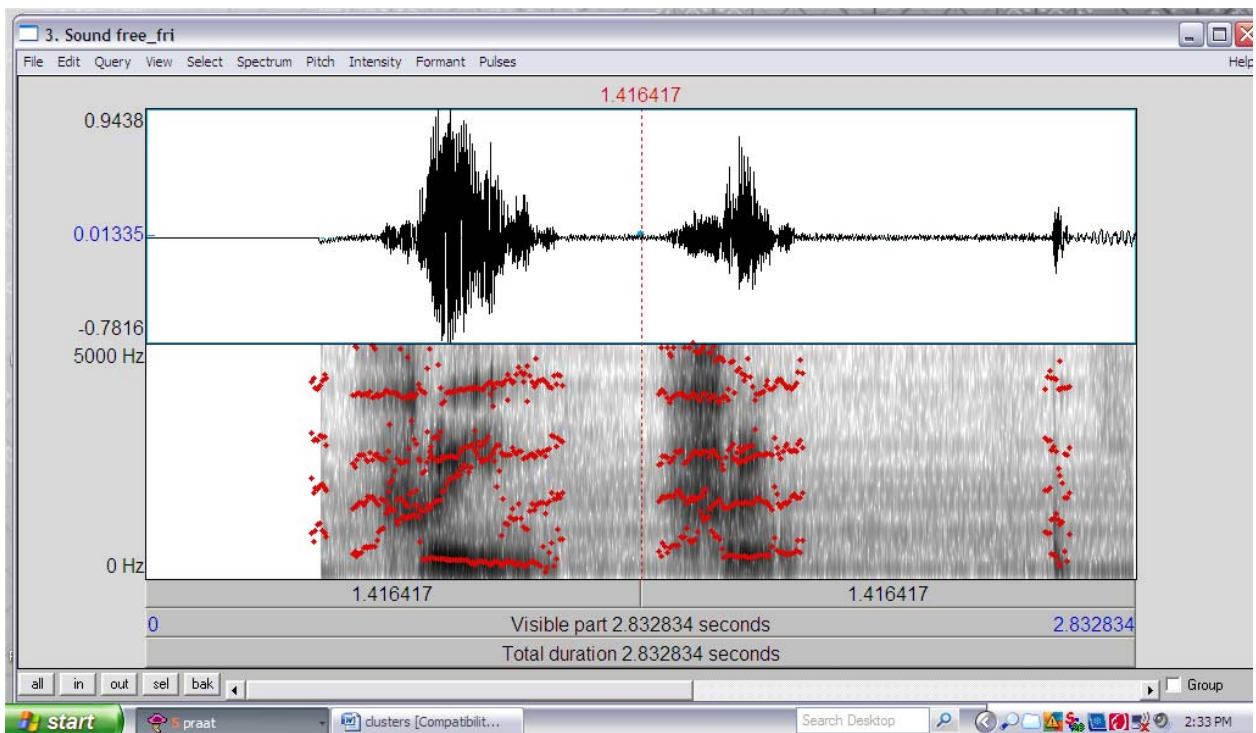 3. Sound free_fri
File Edit Query View Select Spectrum Pitch Intensity Formant Pulses Help
1.416417
0.9438
0.01335
-0.7816
5000 Hz
0 Hz
1.416417 1.416417
0 Visible part 2.832834 seconds 2.832834
Total duration 2.832834 seconds
all in out sel bak Group
start 5 praat clusters [Compatibilit... Search Desktop 2:33 PM